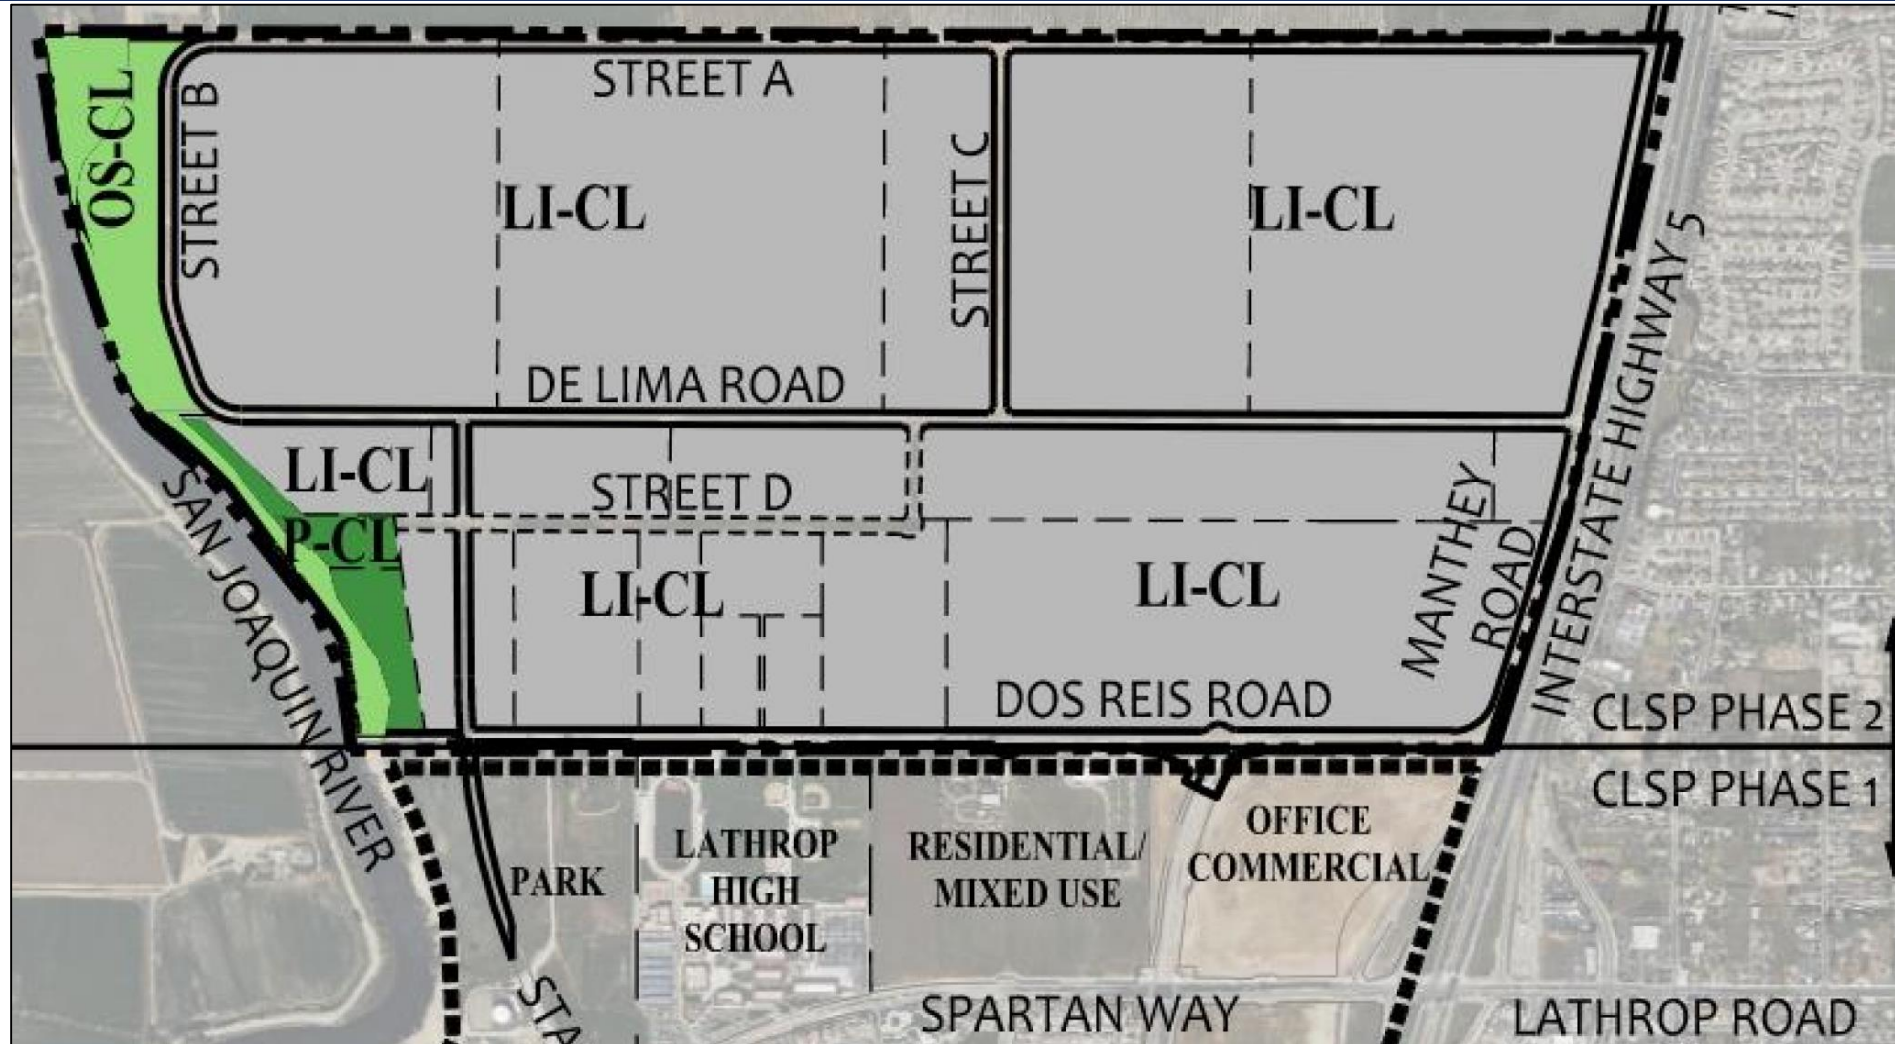 STREET A
OS-CL
STREET B
LI-CL
STREET C
LI-CL
DE LIMA ROAD
INTERSTATE HIGHWAY 5
LI-CL
STREET D
P-CL
SAN JOAQUIN RIVER
LI-CL
LI-CL
MANTHEY
ROAD
DOS REIS ROAD
CLSP PHASE 2
CLSP PHASE 1
PARK
LATHROP
HIGH
SCHOOL
RESIDENTIAL/
MIXED USE
OFFICE
COMMERCIAL
STA
SPARTAN WAY
LATHROP ROAD